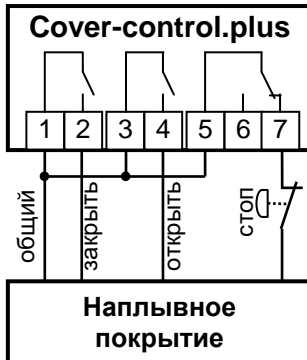 Cover-control.plus
1 2 3 4 5 6 7
общий
закрыть
открыть
стоп
Наплывное
покрытие